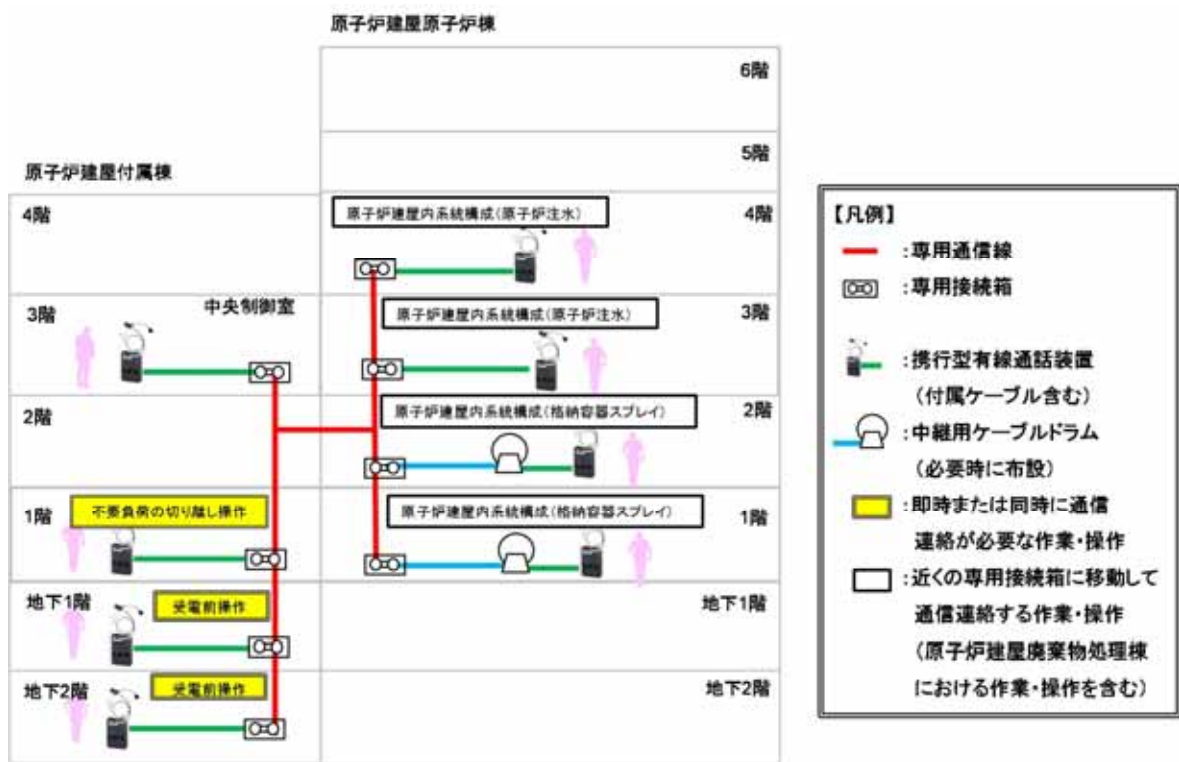 原子炉建屋原子炉棟
6階
5階
原子炉建屋付属棟
4階
原子炉建屋内系統構成(原子炉注水)
4階
3階
中央制御室
原子炉建屋内系統構成(原子炉注水)
3階
2階
原子炉建屋内系統構成(格納容器スプレイ)
2階
1階
不要負荷の切り離し操作
原子炉建屋内系統構成(格納容器スプレイ)
1階
地下1階
受電前操作
地下1階
地下2階
受電前操作
地下2階
【凡例】
:専用通信線
:専用接続箱
:携行型有線通話装置
(付属ケーブル含む)
:中継用ケーブルドラム
(必要時に布設)
:即時または同時に通信
連絡が必要な作業・操作
:近くの専用接続箱に移動して
通信連絡する作業・操作
(原子炉建屋廃棄物処理棟
における作業・操作を含む)